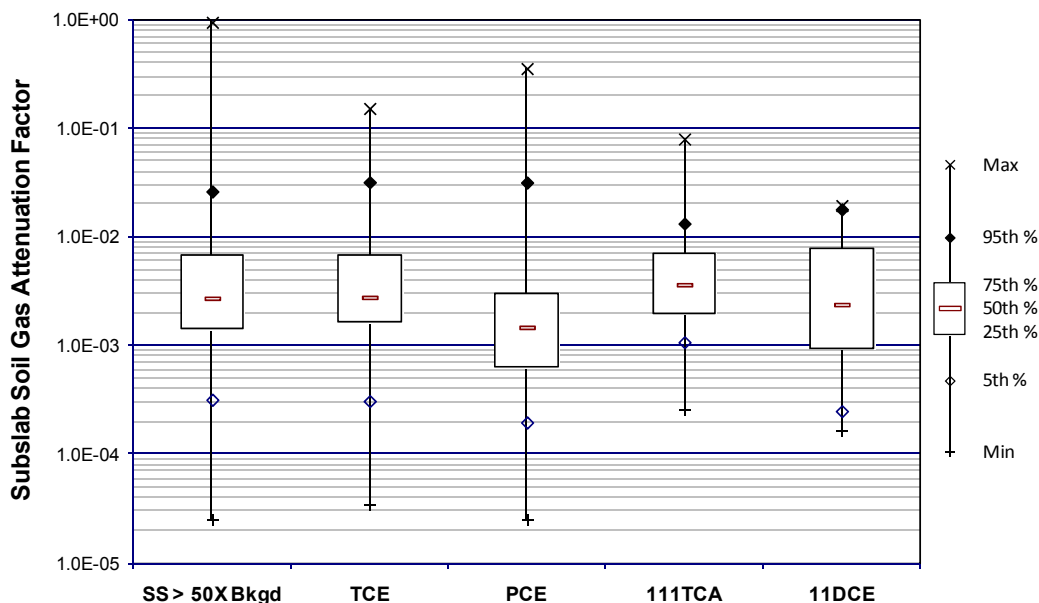 Subslab Soil Gas Attenuation Factor
1.0E+00
1.0E-01
1.0E-02
1.0E-03
1.0E-04
1.0E-05
SS > 50X Bkgd
TCE
PCE
111TCA
11DCE
Max
95th %
75th %
50th %
25th %
5th %
Min